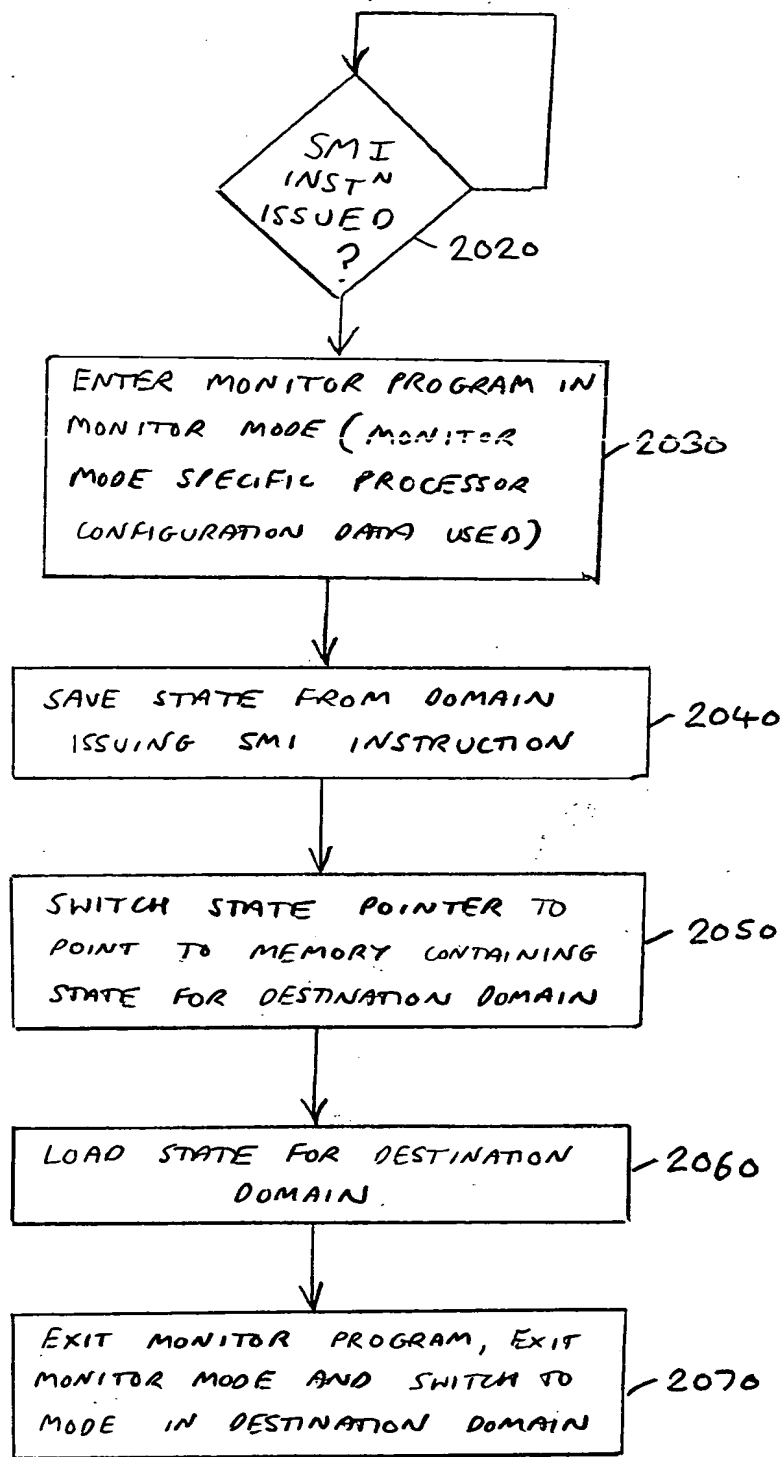 SMI
INSTN
ISSUED
?
2020
ENTER MONITOR PROGRAM IN
MONITOR MODE (MONITOR
MODE SPECIFIC PROCESSOR
CONFIGURATION DATA USED)
2030
SAVE STATE FROM DOMAIN
ISSUING SMI INSTRUCTION
2040
SWITCH STATE POINTER TO
POINT TO MEMORY CONTAINING
STATE FOR DESTINATION DOMAIN
2050
LOAD STATE FOR DESTINATION
DOMAIN
2060
EXIT MONITOR PROGRAM, EXIT
MONITOR MODE AND SWITCH TO
MODE IN DESTINATION DOMAIN
2070